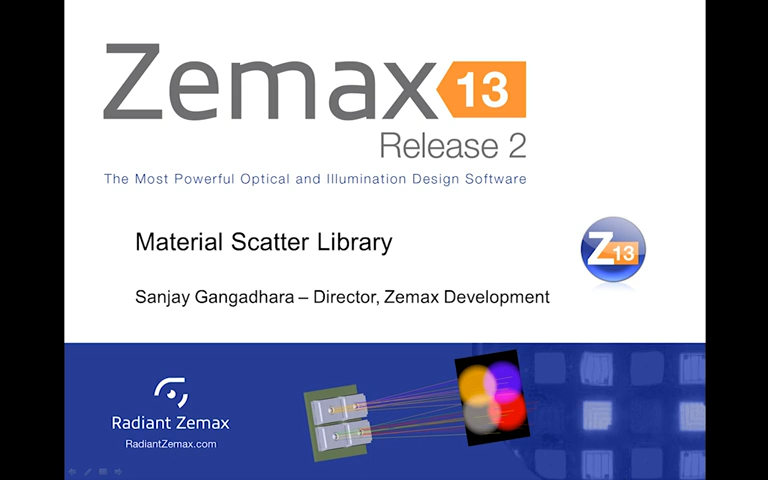 Zemax 13
Release 2
The Most Powerful Optical and Illumination Design Software
Material Scatter Library
Z 13
Sanjay Gangadhara – Director, Zemax Development
Radiant Zemax
RadiantZemax.com